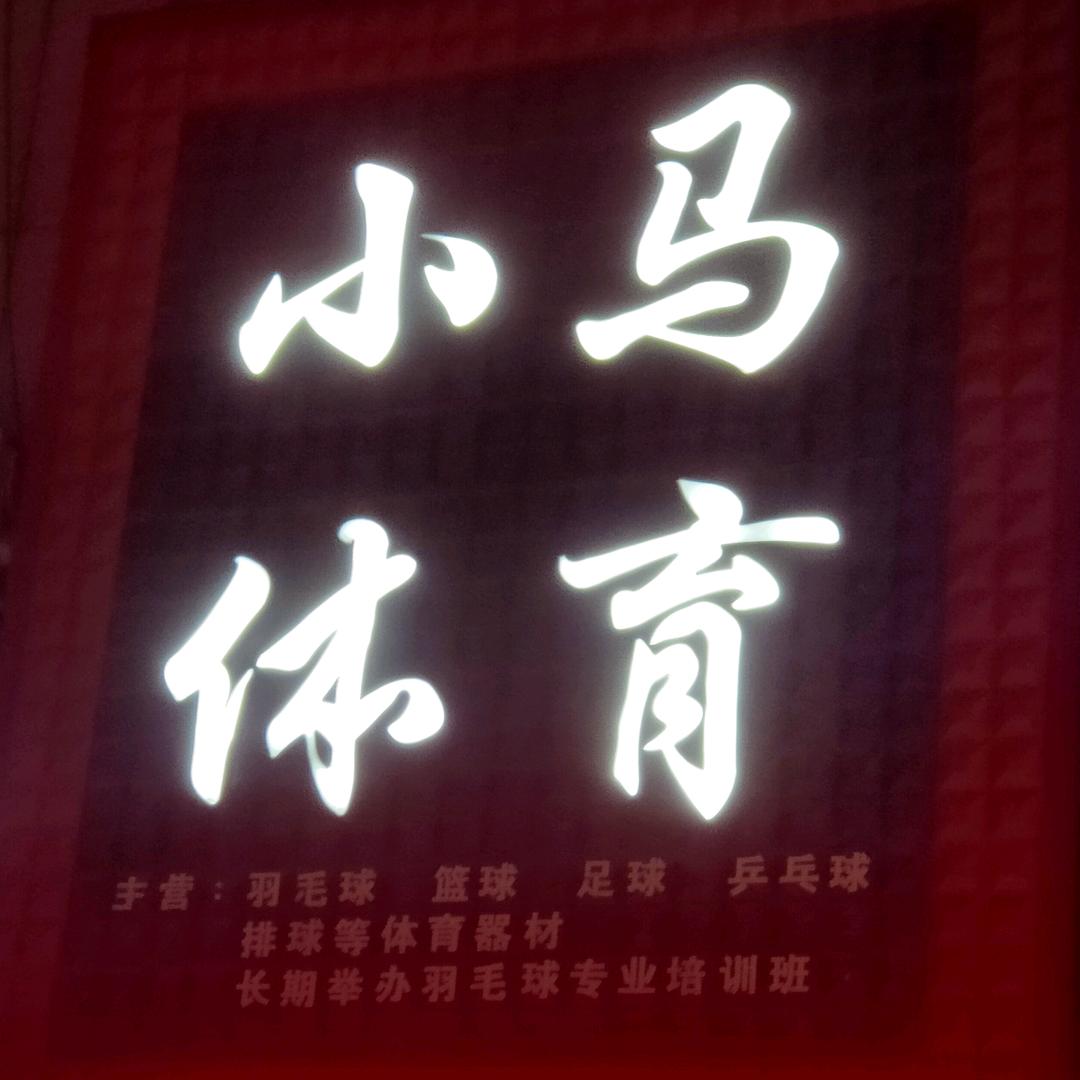 小马
体育
主营：羽毛球 篮球 足球 乒乓球
排球等体育器材
长期举办羽毛球专业培训班